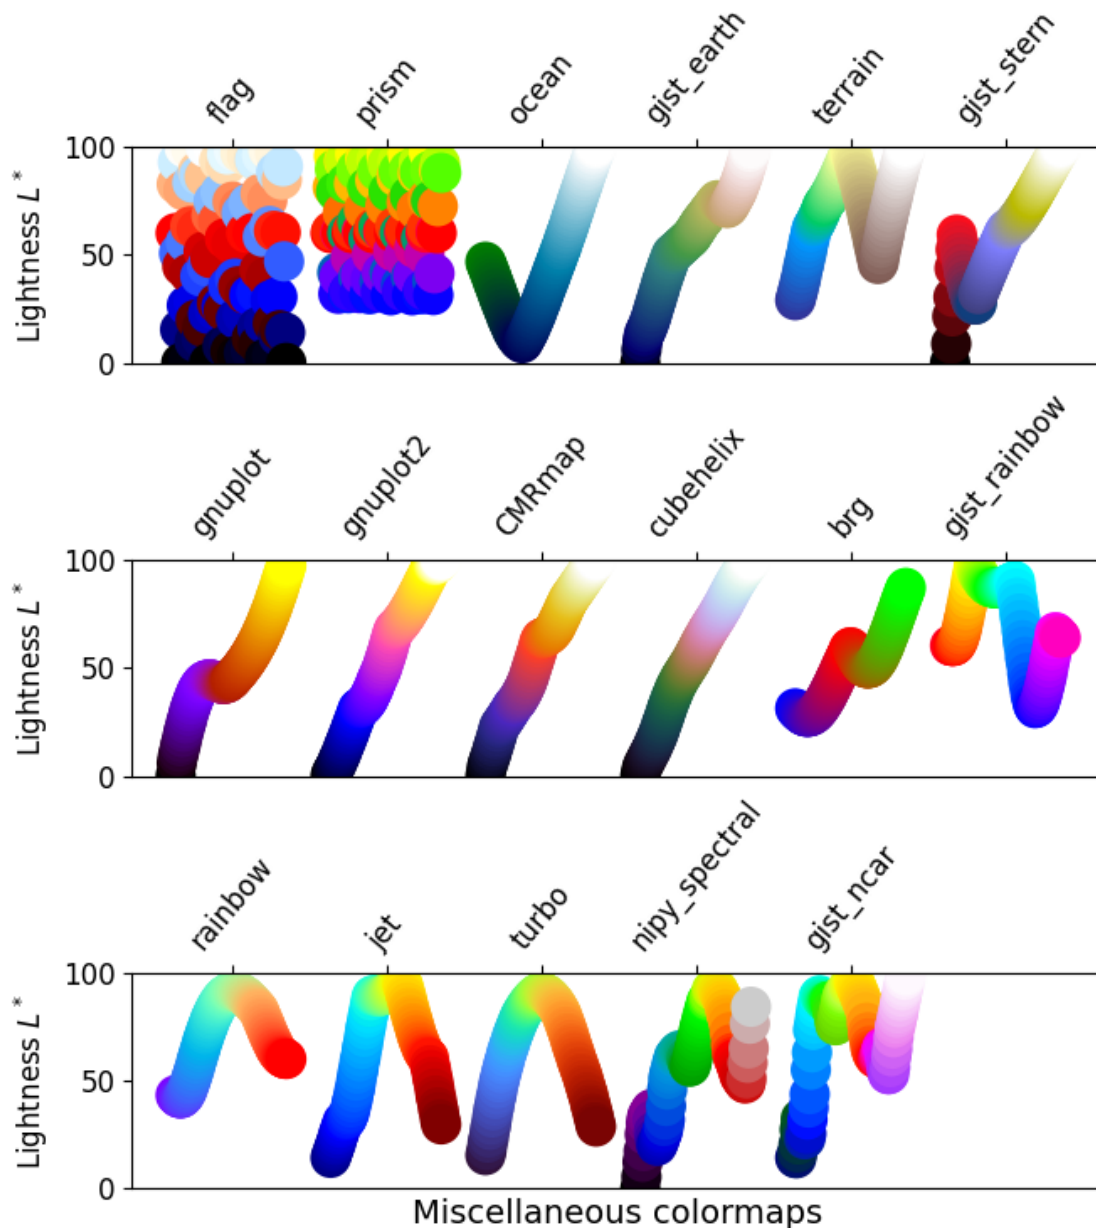 flag prism ocean gist_earth terrain gist_stern
100
50
0
Lightness L*
gnuplot gnuplot2 CMRmap cubehelix brg gist_rainbow
100
50
0
Lightness L*
rainbow jet turbo nipy_spectral gist_ncar
100
50
0
Lightness L*
Miscellaneous colormaps